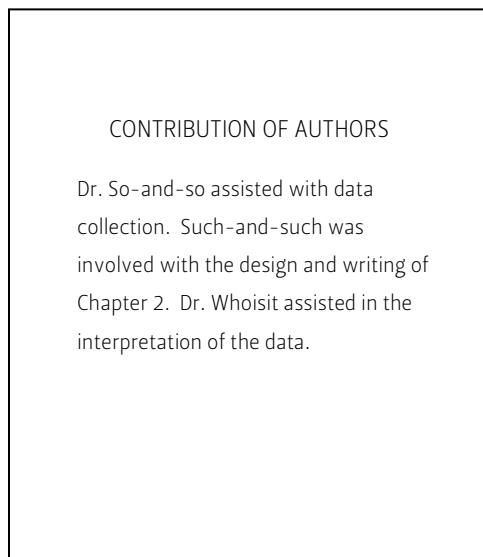 CONTRIBUTION OF AUTHORS
Dr. So-and-so assisted with data
collection.  Such-and-such was
involved with the design and writing of
Chapter 2.  Dr. Whoisit assisted in the
interpretation of the data.